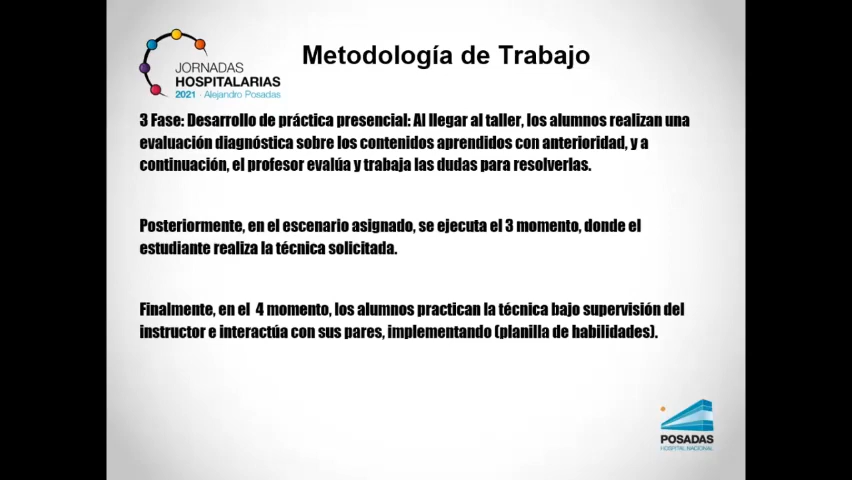 Metodología de Trabajo
JORNADAS
HOSPITALARIAS
2021 · Alejandro Posadas
3 Fase: Desarrollo de práctica presencial: Al llegar al taller, los alumnos realizan una
evaluación diagnóstica sobre los contenidos aprendidos con anterioridad, y a
continuación, el profesor evalúa y trabaja las dudas para resolverlas.
Posteriormente, en el escenario asignado, se ejecuta el 3 momento, donde el
estudiante realiza la técnica solicitada.
Finalmente, en el 4 momento, los alumnos practican la técnica bajo supervisión del
instructor e interactúa con sus pares, implementando (planilla de habilidades).
POSADAS
HOSPITAL NACIONAL